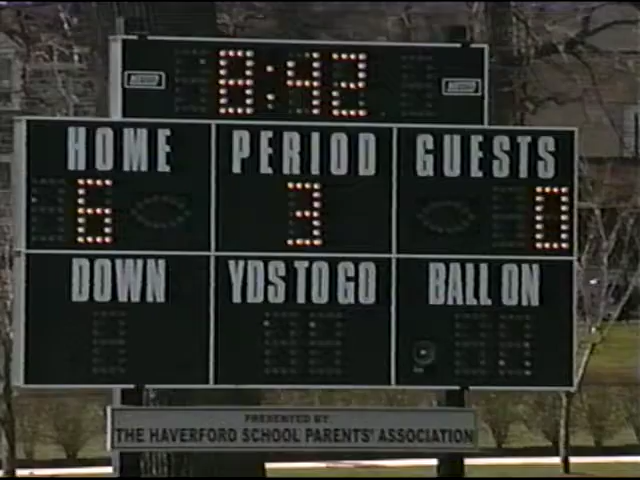 8:42
HOME PERIOD GUESTS
6 3 0
DOWN YDS TO GO BALL ON
PRESENTED BY:
THE HAVERFORD SCHOOL PARENTS' ASSOCIATION